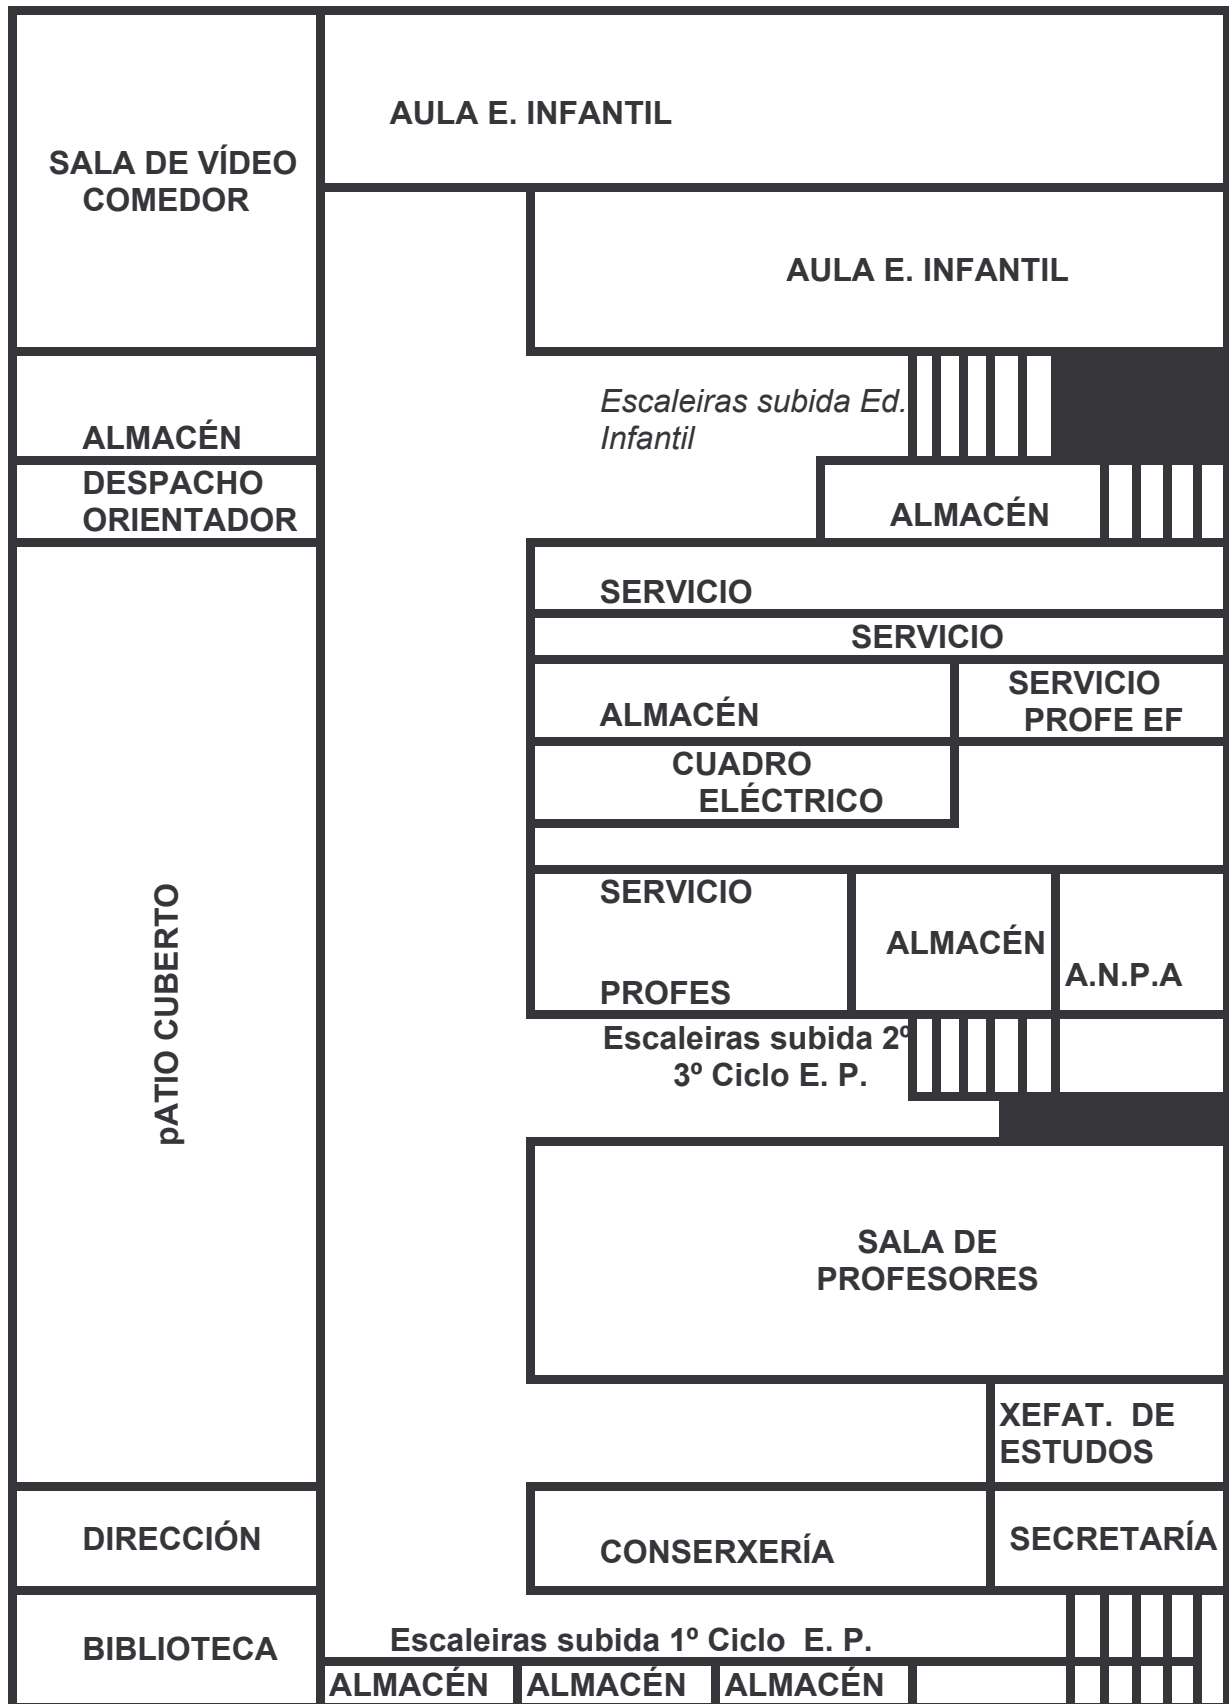 AULA E. INFANTIL
SALA DE VÍDEO
COMEDOR
AULA E. INFANTIL
Escaleiras subida Ed.
Infantil
ALMACÉN
DESPACHO
ORIENTADOR
ALMACÉN
SERVICIO
SERVICIO
ALMACÉN
SERVICIO
PROFE EF
CUADRO
ELÉCTRICO
pATIO CUBERTO
SERVICIO
PROFES
ALMACÉN
A.N.P.A
Escaleiras subida 2º
3º Ciclo E. P.
SALA DE
PROFESORES
XEFAT. DE
ESTUDOS
DIRECCIÓN
CONSERXERÍA
SECRETARÍA
BIBLIOTECA
Escaleiras subida 1º Ciclo E. P.
ALMACÉN
ALMACÉN
ALMACÉN